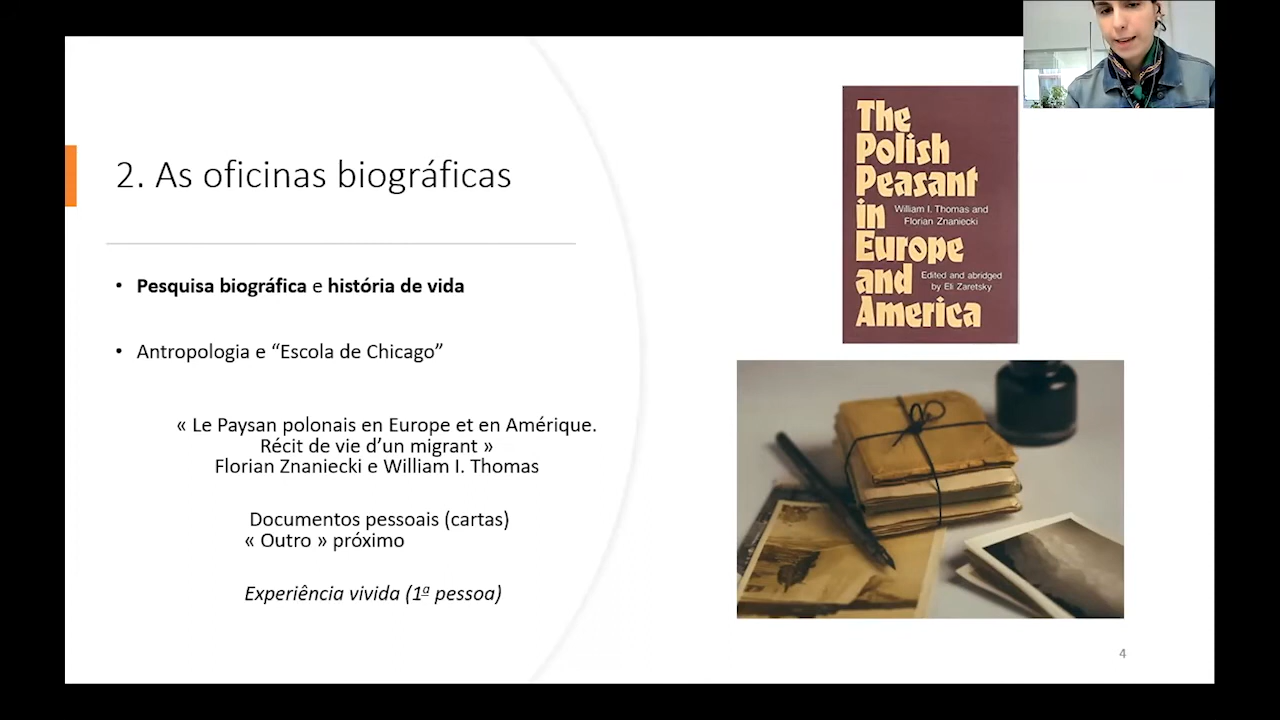 2. As oficinas biográficas
• Pesquisa biográfica e história de vida
• Antropologia e “Escola de Chicago”
« Le Paysan polonais en Europe et en Amérique.
Récit de vie d’un migrant »
Florian Znaniecki e William I. Thomas
Documentos pessoais (cartas)
« Outro » próximo
Experiência vivida (1ª pessoa)
The
Polish
Peasant
in
William I. Thomas and
Florian Znaniecki
Europe
and
Edited and abridged
by Eli Zaretsky
America
4